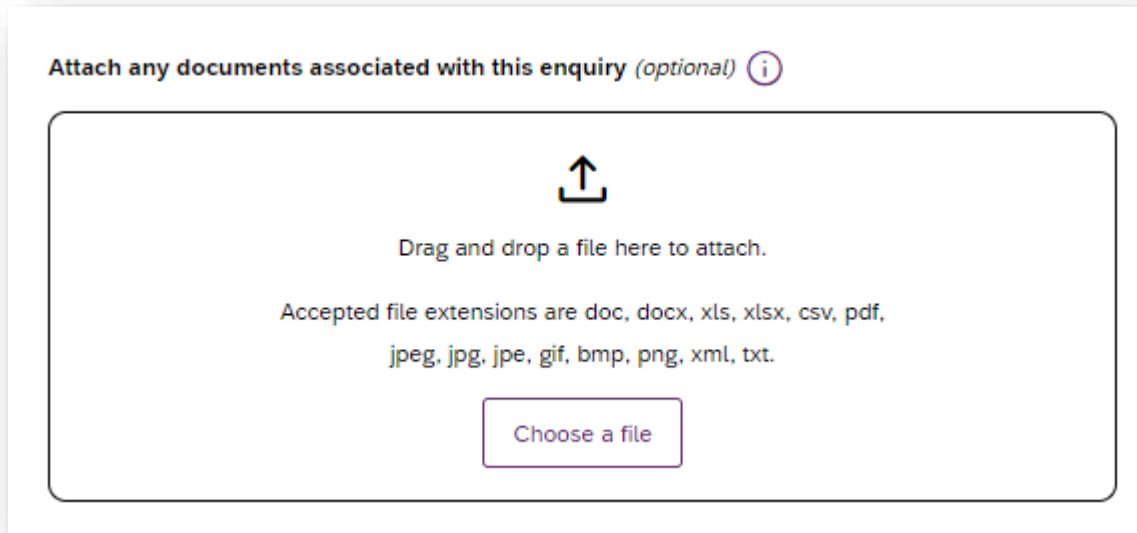 Attach any documents associated with this enquiry (optional) i
Drag and drop a file here to attach.
Accepted file extensions are doc, docx, xls, xlsx, csv, pdf,
jpeg, jpg, jpe, gif, bmp, png, xml, txt.
Choose a file